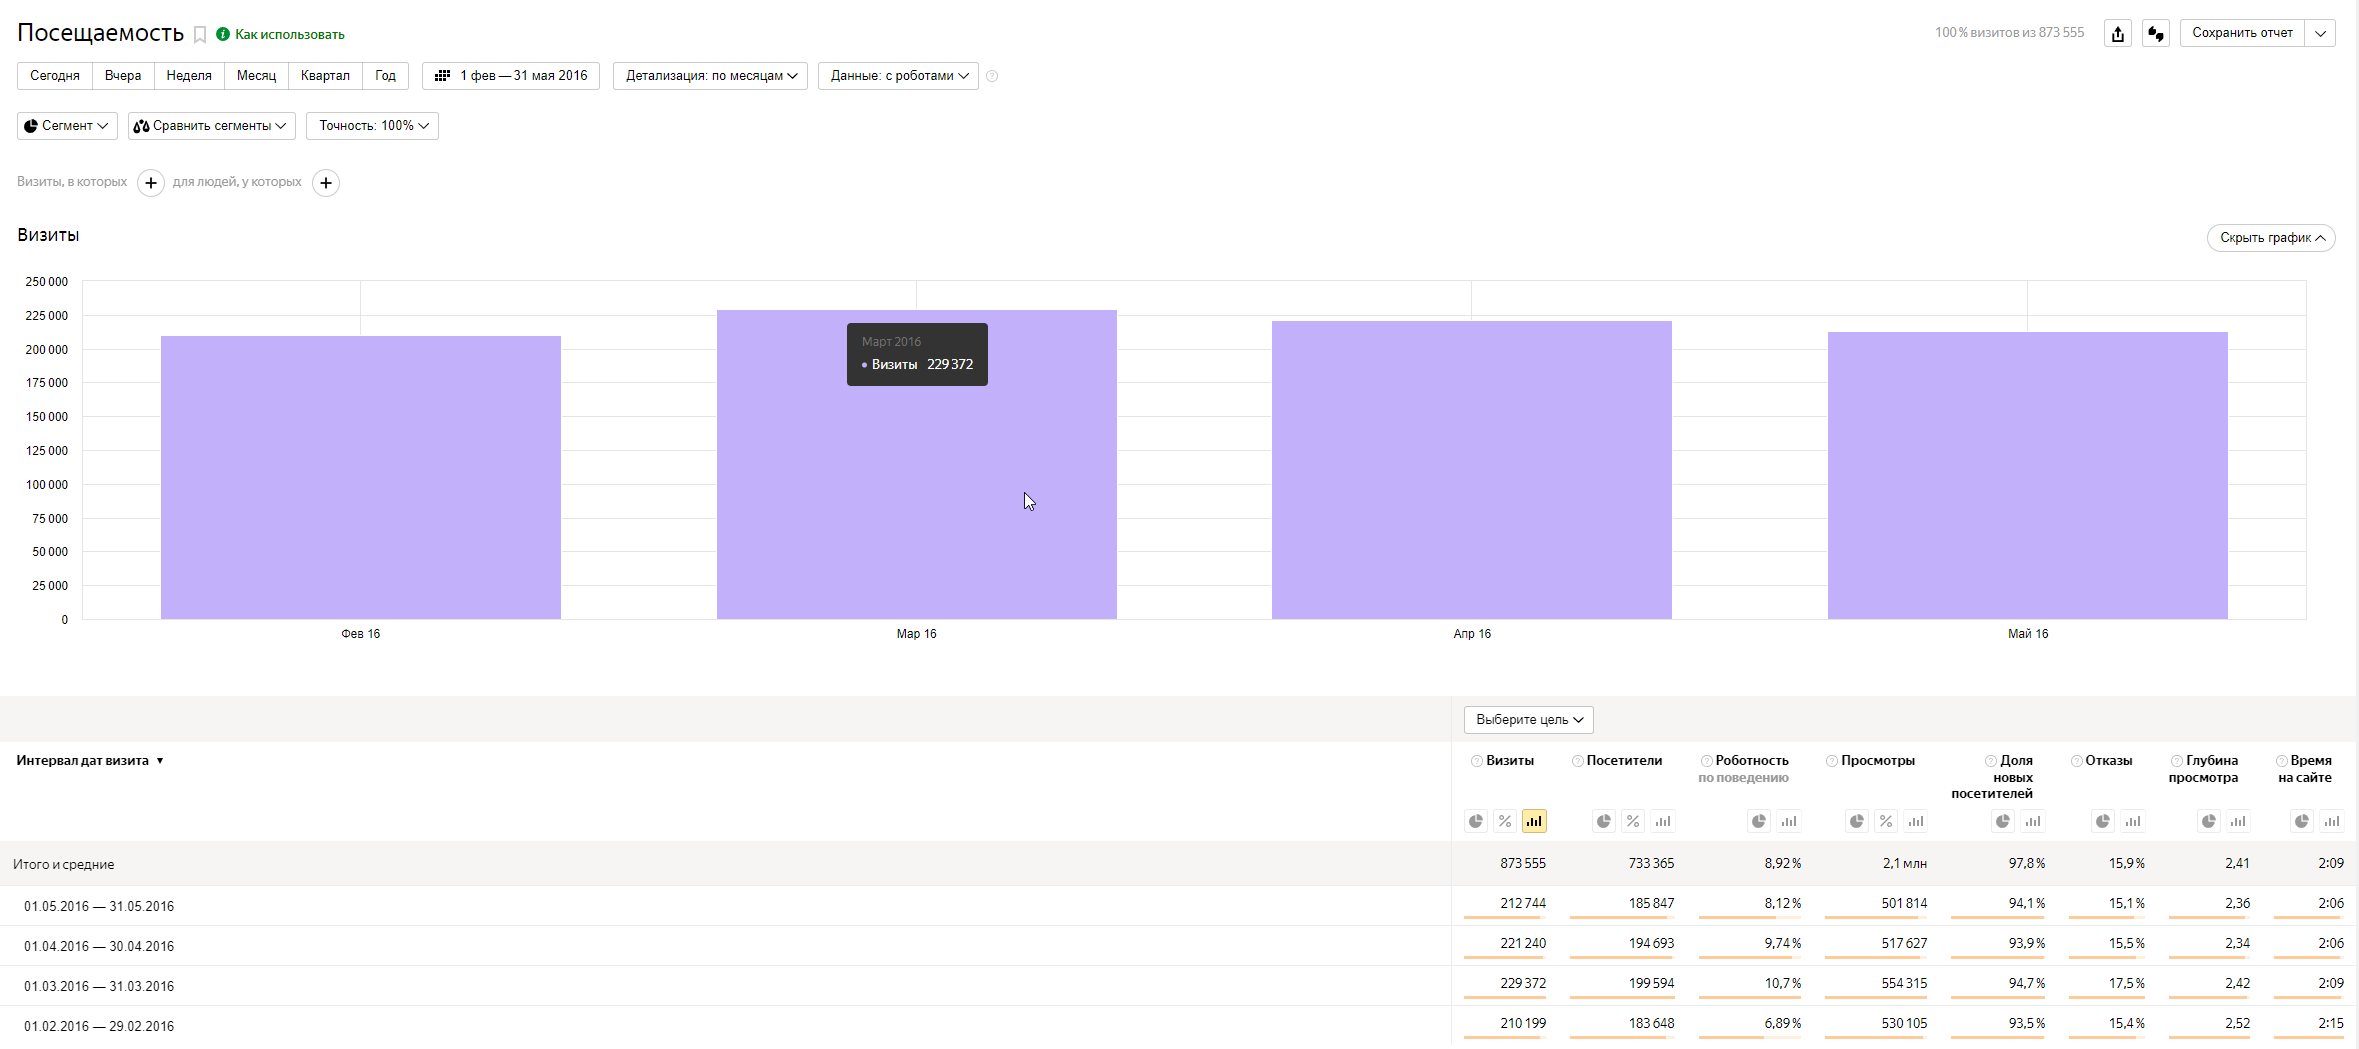 Посещаемость
Как использовать
100 % визитов из 873 555
Сохранить отчет
Сегодня Вчера Неделя Месяц Квартал Год
1 фев — 31 мая 2016
Детализация: по месяцам
Данные: с роботами
Сегмент
Сравнить сегменты
Точность: 100%
Визиты, в которых + для людей, у которых +
Визиты
Скрыть график
250 000
225 000
200 000
175 000
150 000
125 000
100 000
75 000
50 000
25 000
0
Март 2016
Визиты 229 372
Фев 16 Мар 16 Апр 16 Май 16
Выберите цель
Интервал дат визита ▼
Визиты
Посетители
Роботность
по поведению
Просмотры
Доля
новых
посетителей
Отказы
Глубина
просмотра
Время
на сайте
Итого и средние 873 555 733 365 8,92 % 2,1 млн 97,8 % 15,9 % 2,41 2:09
01.05.2016 — 31.05.2016 212 744 185 847 8,12 % 501 814 94,1 % 15,1 % 2,36 2:06
01.04.2016 — 30.04.2016 221 240 194 693 9,74 % 517 627 93,9 % 15,5 % 2,34 2:06
01.03.2016 — 31.03.2016 229 372 199 594 10,7 % 554 315 94,7 % 17,5 % 2,42 2:09
01.02.2016 — 29.02.2016 210 199 183 648 6,89 % 530 105 93,5 % 15,4 % 2,52 2:15